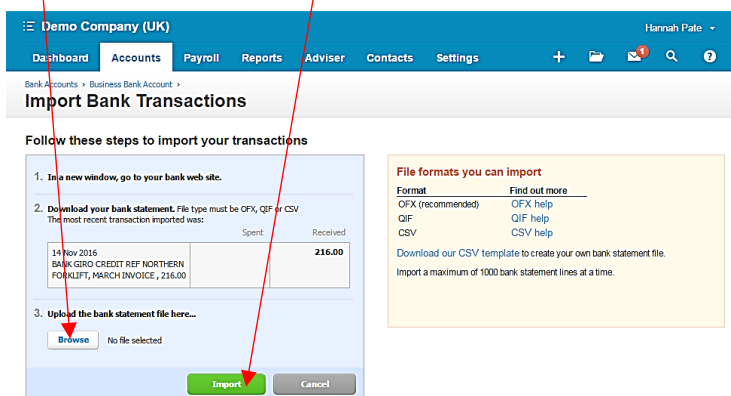 Demo Company (UK)
Hannah Pate
Dashboard Accounts Payroll Reports Adviser Contacts Settings
1
?
Bank Accounts › Business Bank Account ›
Import Bank Transactions
Follow these steps to import your transactions
1. In a new window, go to your bank web site.
2. Download your bank statement. File type must be OFX, QIF or CSV
The most recent transaction imported was:
Spent Received
14 Nov 2016 216.00
BANK GIRO CREDIT REF NORTHERN
FORKLIFT, MARCH INVOICE , 216.00
3. Upload the bank statement file here...
Browse No file selected
Import Cancel
File formats you can import
Format Find out more
OFX (recommended) OFX help
QIF QIF help
CSV CSV help
Download our CSV template to create your own bank statement file.
Import a maximum of 1000 bank statement lines at a time.